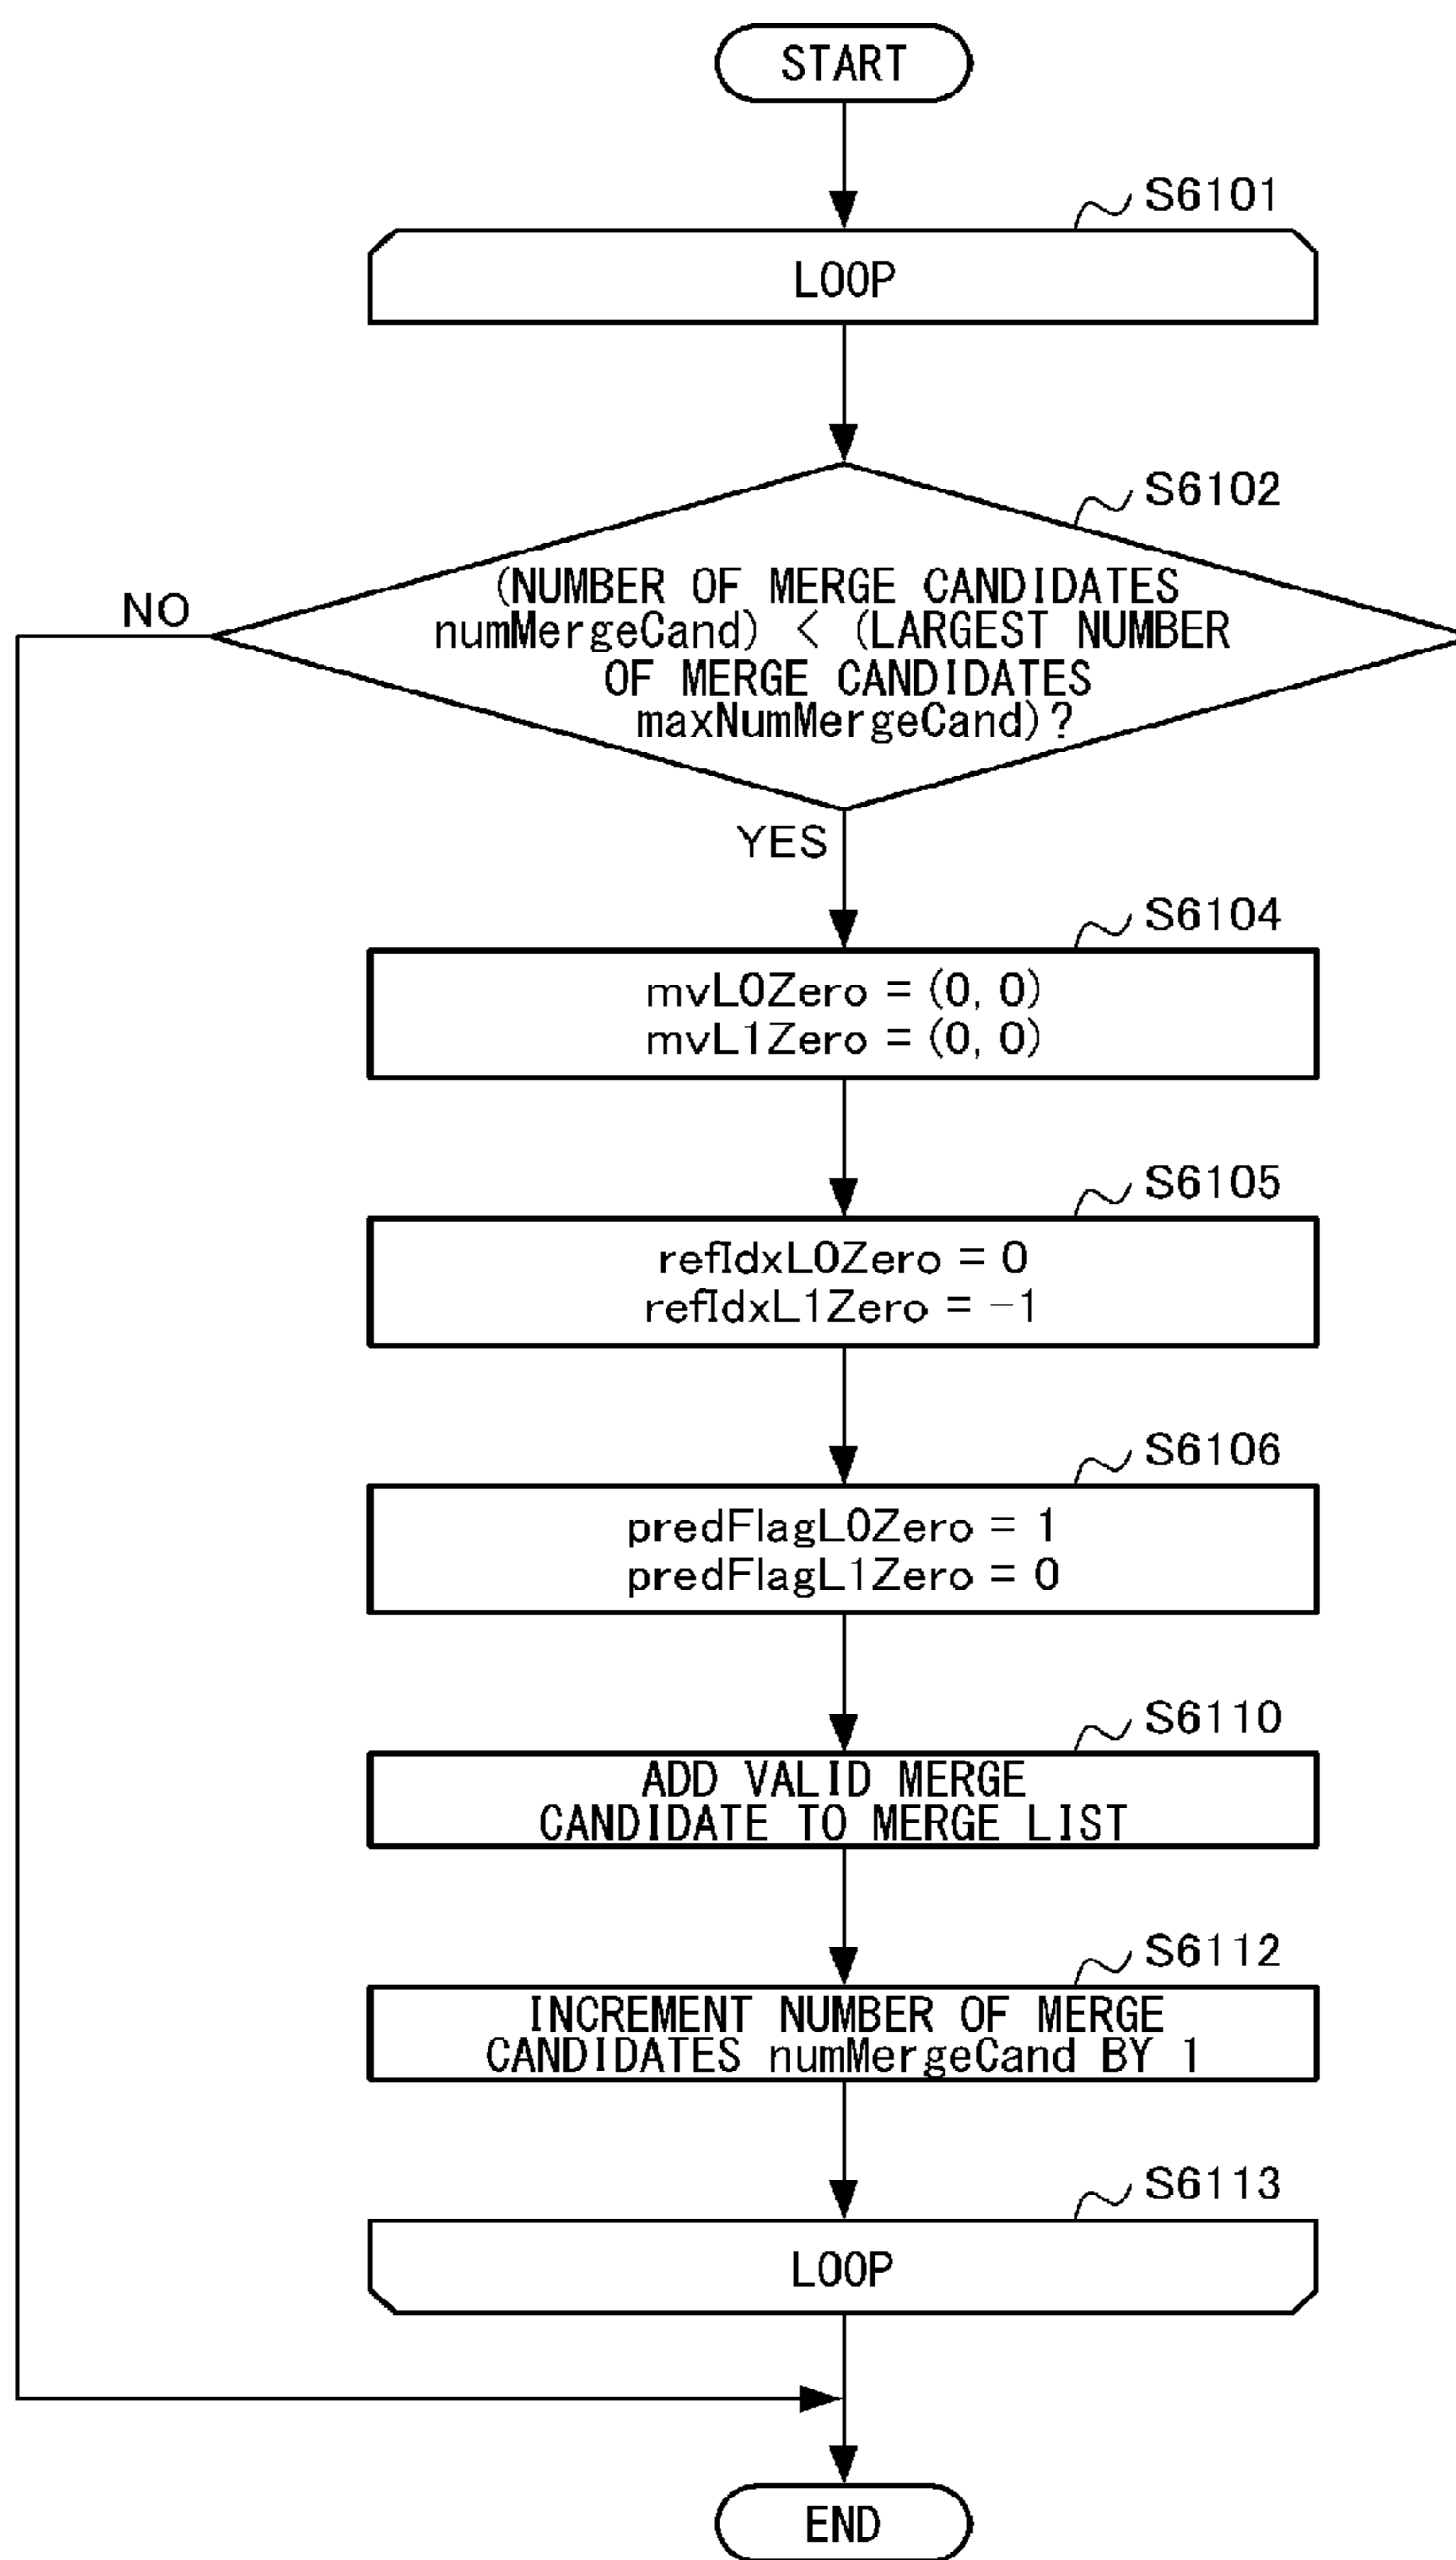 START
S6101
LOOP
S6102
NO
(NUMBER OF MERGE CANDIDATES
numMergeCand) < (LARGEST NUMBER
OF MERGE CANDIDATES
maxNumMergeCand)?
YES
S6104
mvL0Zero = (0, 0)
mvL1Zero = (0, 0)
S6105
refIdxL0Zero = 0
refIdxL1Zero = −1
S6106
predFlagL0Zero = 1
predFlagL1Zero = 0
S6110
ADD VALID MERGE
CANDIDATE TO MERGE LIST
S6112
INCREMENT NUMBER OF MERGE
CANDIDATES numMergeCand BY 1
S6113
LOOP
END